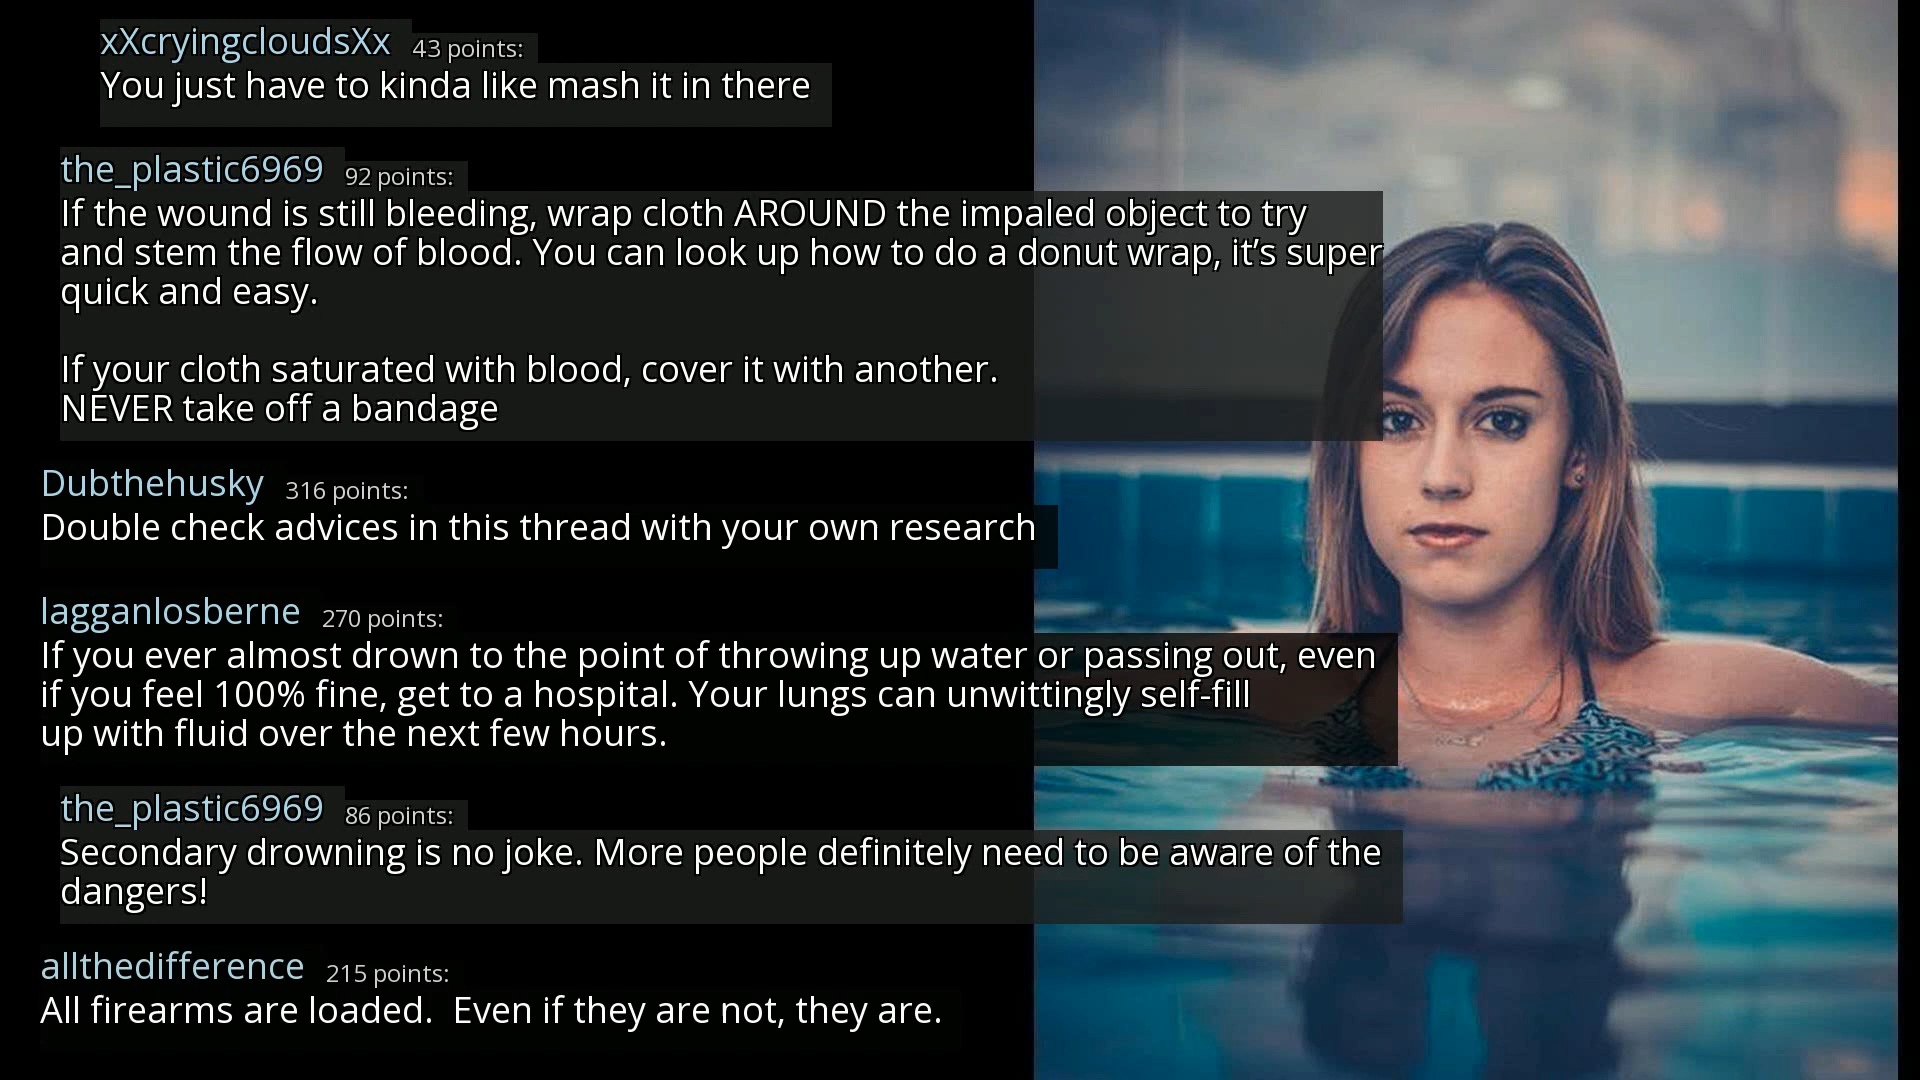 xXcryingcloudsXx 43 points:
You just have to kinda like mash it in there
the_plastic6969 92 points:
If the wound is still bleeding, wrap cloth AROUND the impaled object to try
and stem the flow of blood. You can look up how to do a donut wrap, it’s super
quick and easy.
If your cloth saturated with blood, cover it with another.
NEVER take off a bandage
Dubthehusky 316 points:
Double check advices in this thread with your own research
lagganlosberne 270 points:
If you ever almost drown to the point of throwing up water or passing out, even
if you feel 100% fine, get to a hospital. Your lungs can unwittingly self-fill
up with fluid over the next few hours.
the_plastic6969 86 points:
Secondary drowning is no joke. More people definitely need to be aware of the
dangers!
allthedifference 215 points:
All firearms are loaded.  Even if they are not, they are.